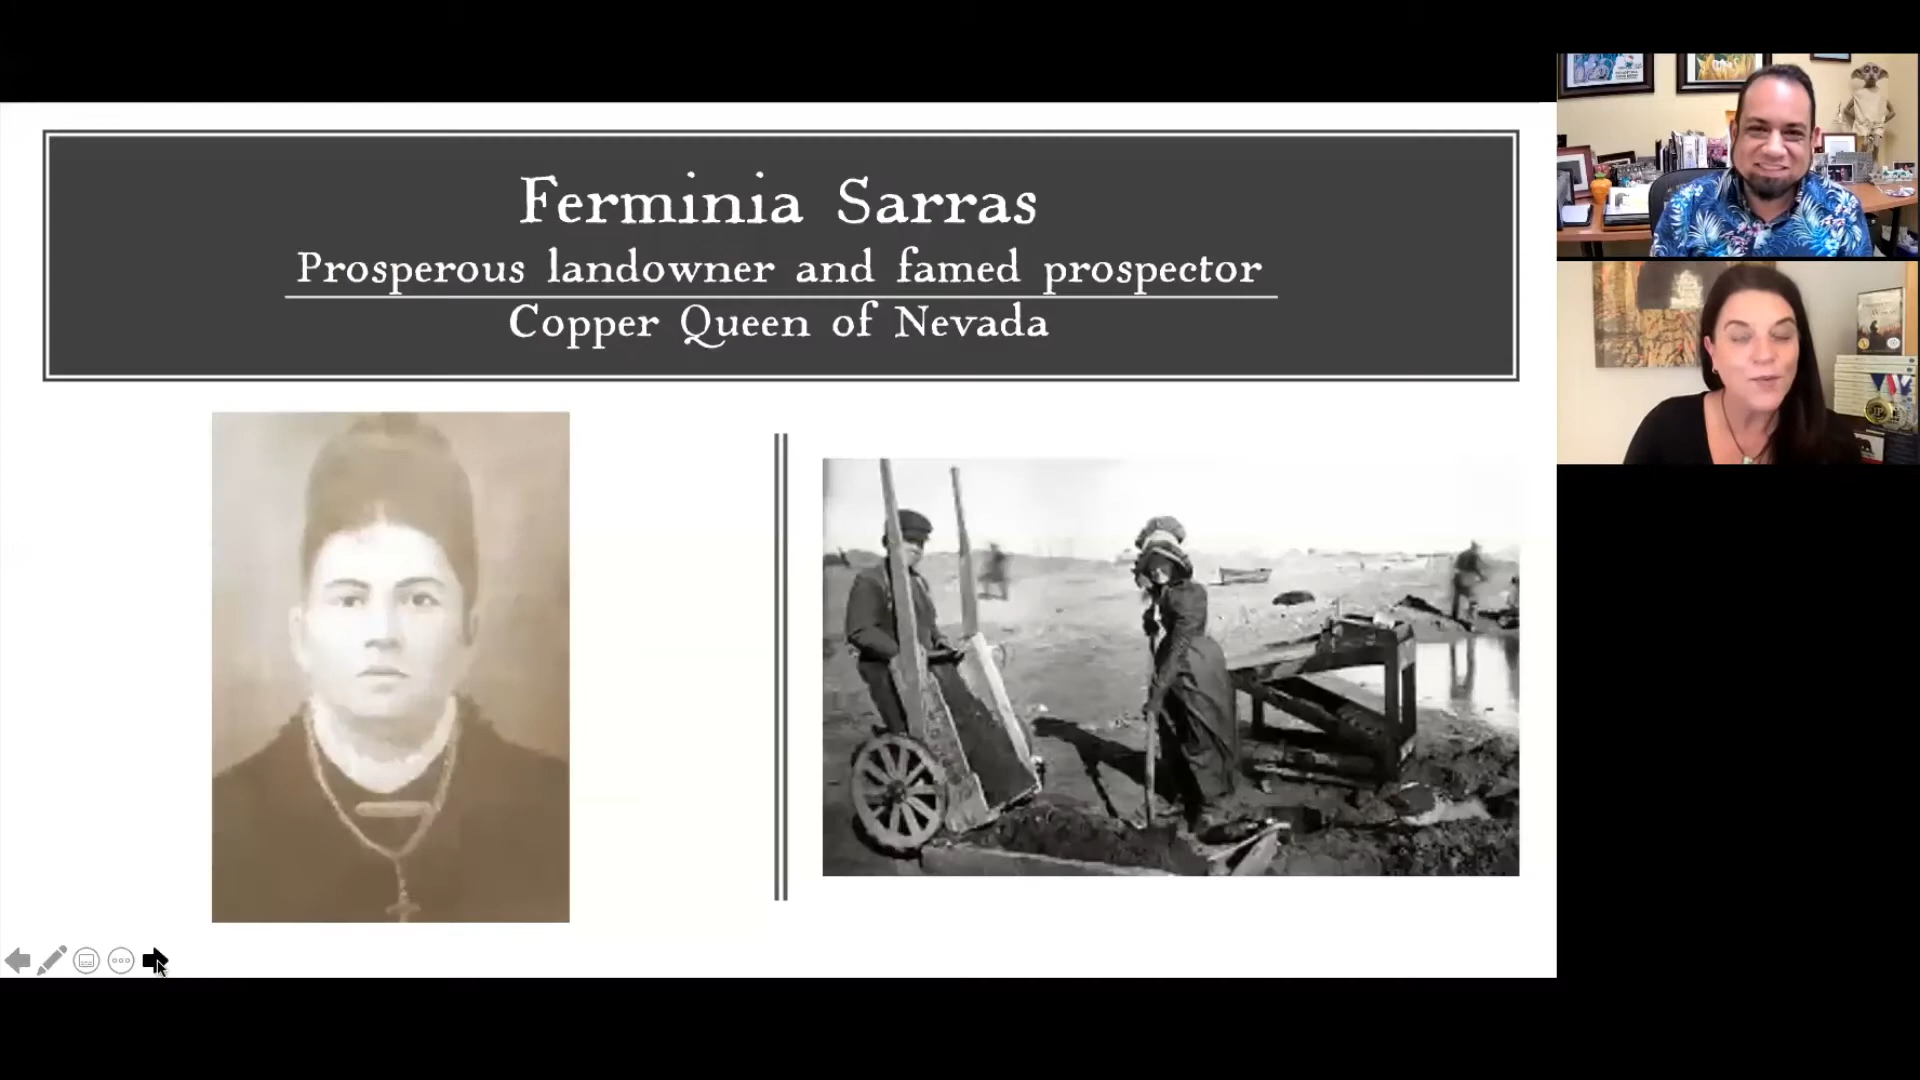 Ferminia Sarras
Prosperous landowner and famed prospector
Copper Queen of Nevada